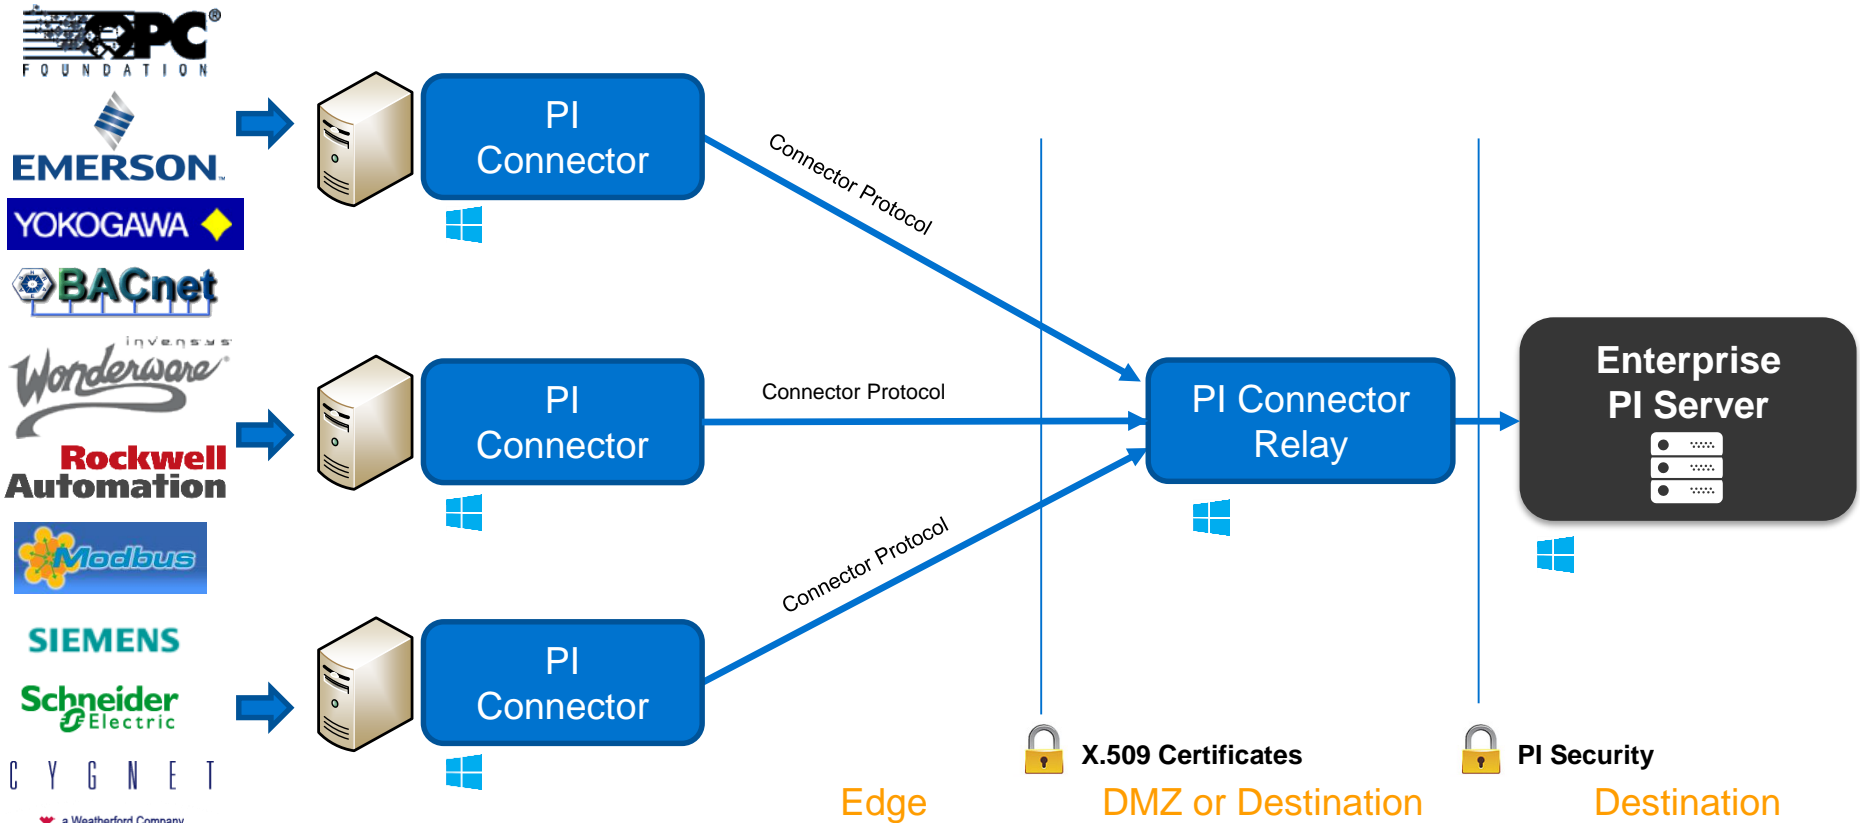 OPC®
FOUNDATION
EMERSON™
YOKOGAWA
BACnet
invensys
Wonderware®
Rockwell
Automation
Modbus
SIEMENS
Schneider
Electric
CYGNET
a Weatherford Company
PI
Connector
PI
Connector
PI
Connector
Connector Protocol
Connector Protocol
Connector Protocol
PI Connector
Relay
Enterprise
PI Server
X.509 Certificates
PI Security
Edge
DMZ or Destination
Destination